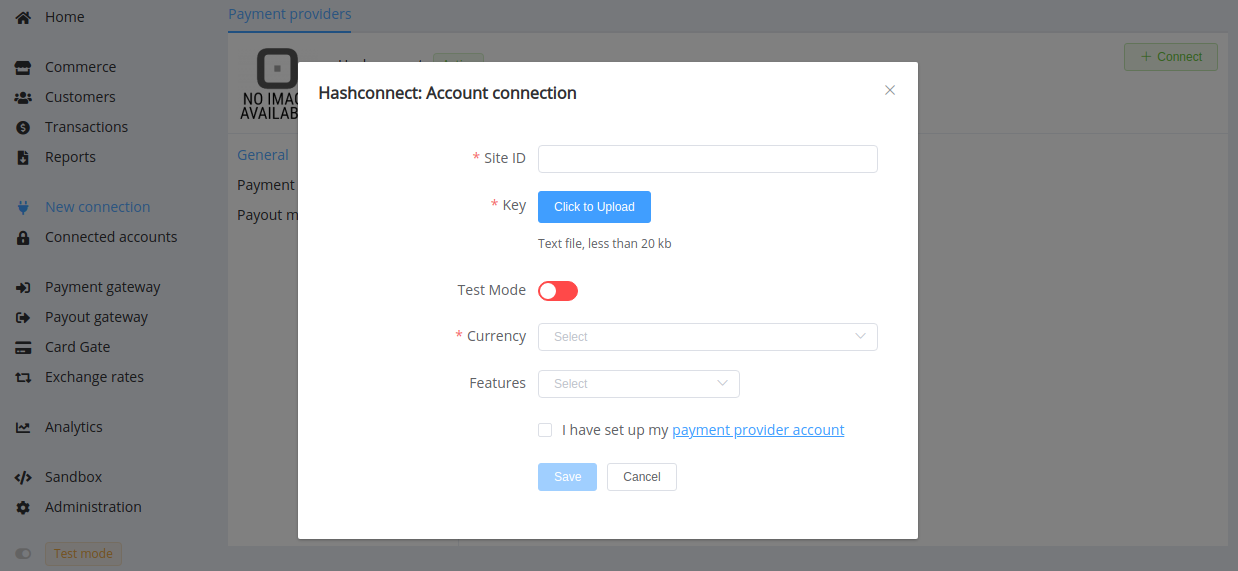 Home
Commerce
Customers
Transactions
Reports
New connection
Connected accounts
Payment gateway
Payout gateway
Card Gate
Exchange rates
Analytics
Sandbox
Administration
Test mode
Payment providers
+ Connect
NO IMAG
AVAILAB
General
Payment
Payout m
Hashconnect: Account connection
* Site ID
* Key
Click to Upload
Text file, less than 20 kb
Test Mode
* Currency
Select
Features
Select
I have set up my payment provider account
Save
Cancel